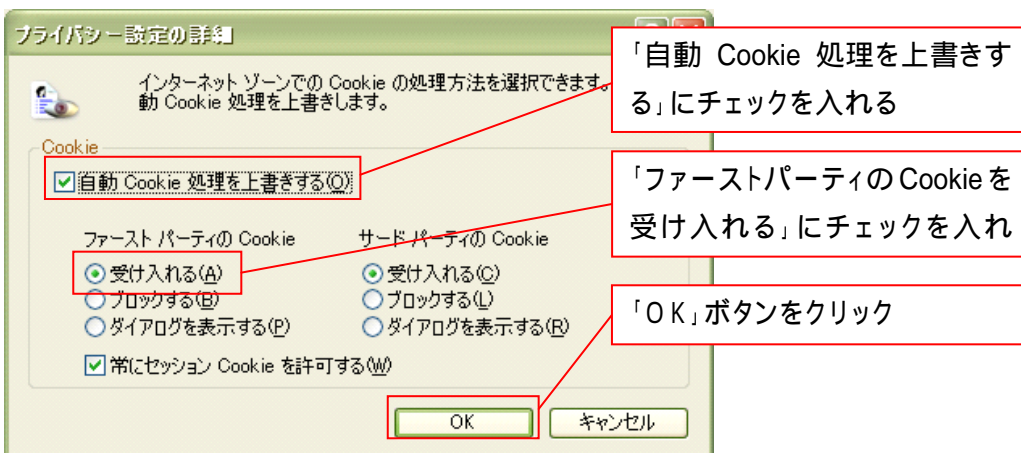 プライバシー設定の詳細
インターネット ゾーンでの Cookie の処理方法を選択できます。
動 Cookie 処理を上書きします。
Cookie
自動 Cookie 処理を上書きする(O)
ファースト パーティの Cookie
サード パーティの Cookie
受け入れる(A)
受け入れる(C)
ブロックする(B)
ブロックする(L)
ダイアログを表示する(P)
ダイアログを表示する(R)
常にセッション Cookie を許可する(W)
OK
キャンセル
「自動 Cookie 処理を上書きす
る」にチェックを入れる
「ファーストパーティの Cookie を
受け入れる」にチェックを入れ
「OK」ボタンをクリック